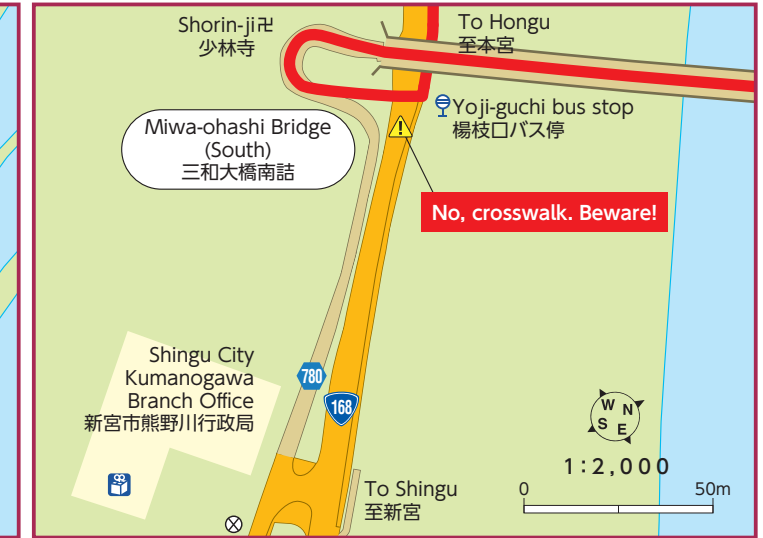 Shorin-ji卍
少林寺
To Hongu
至本宮
Yoji-guchi bus stop
楊枝口バス停
Miwa-ohashi Bridge
(South)
三和大橋南詰
No, crosswalk. Beware!
Shingu City
Kumanogawa
Branch Office
新宮市熊野川行政局
780
168
W N
S E
1:2,000
0 50m
To Shingu
至新宮